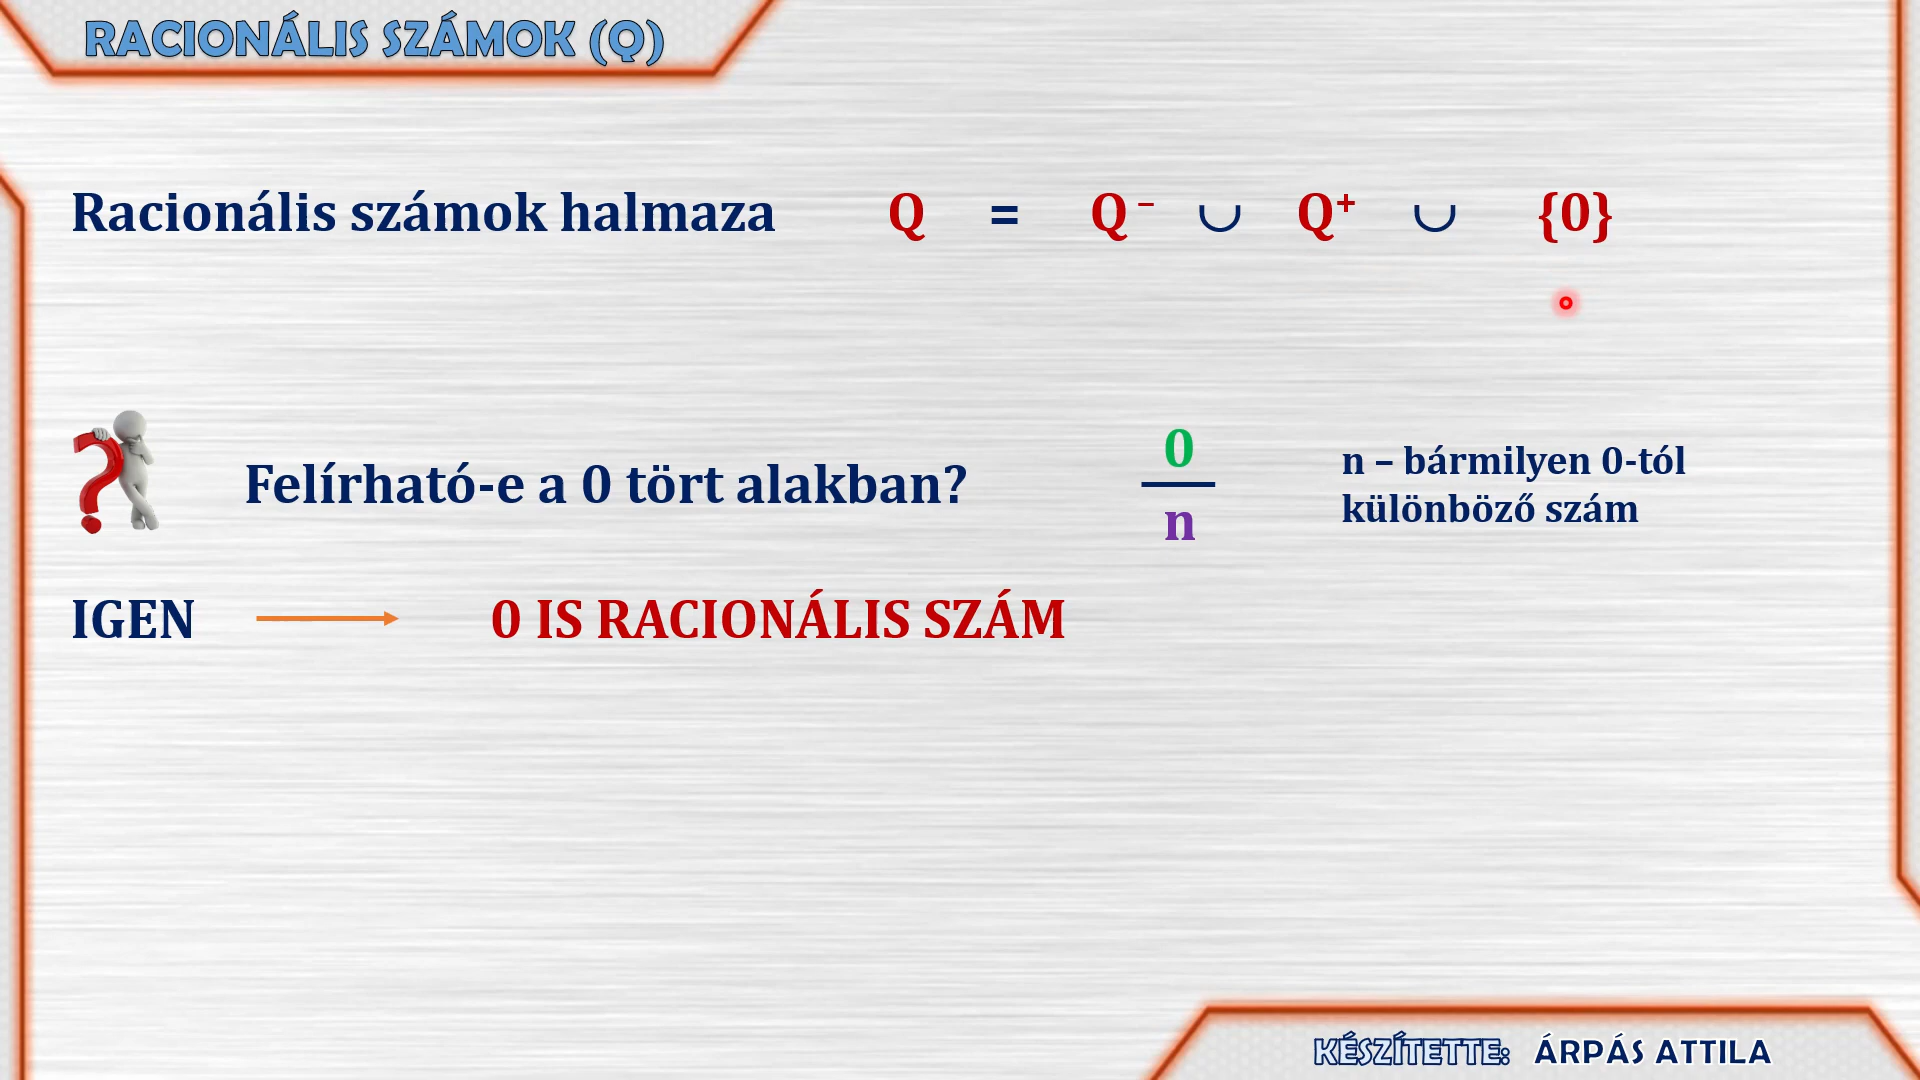 RACIONÁLIS SZÁMOK (Q)
Racionális számok halmaza Q = Q⁻ ∪ Q⁺ ∪ {0}
Felírható-e a 0 tört alakban?
0
n
n – bármilyen 0-tól
különböző szám
IGEN 0 IS RACIONÁLIS SZÁM
KÉSZÍTETTE: ÁRPÁS ATTILA